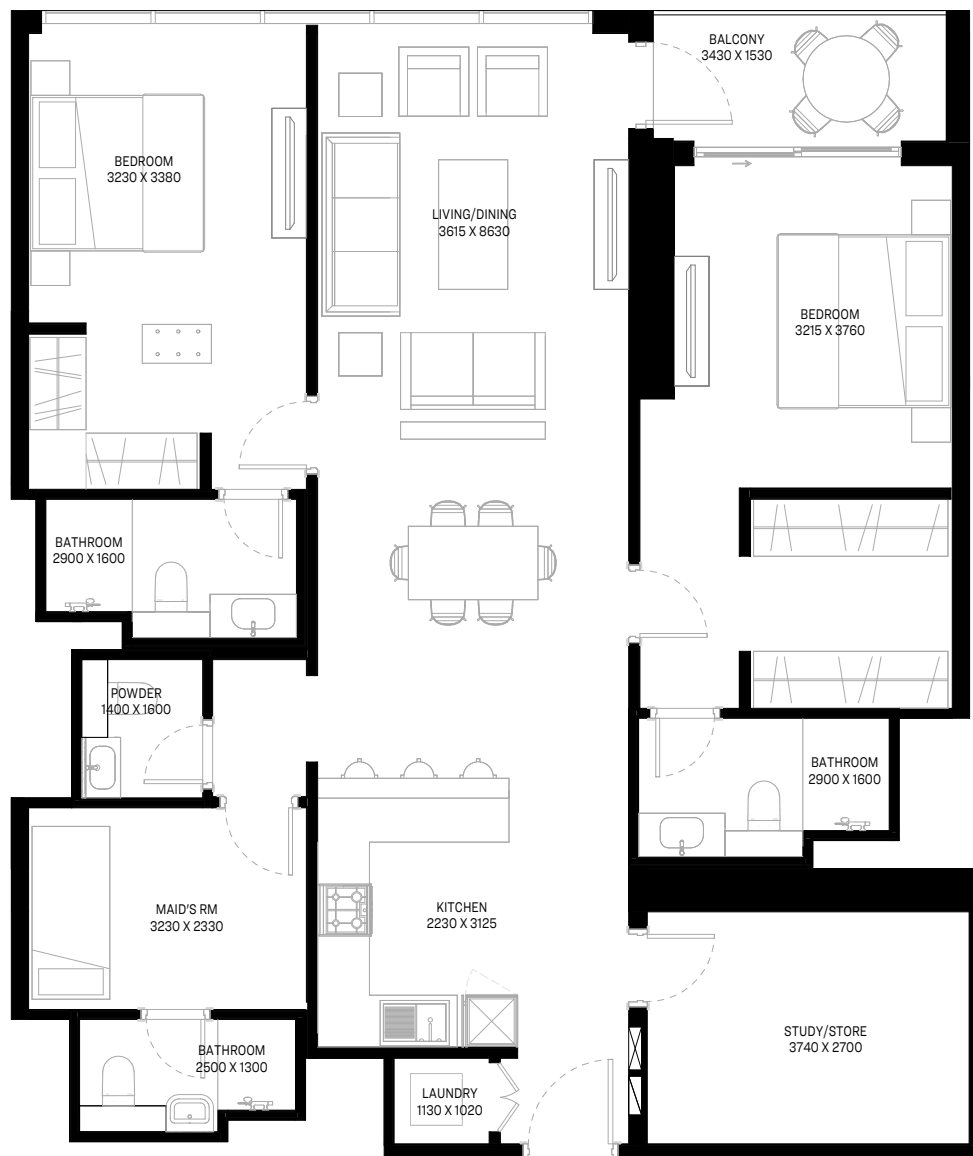 BALCONY
3430 X 1530
BEDROOM
3230 X 3380
LIVING/DINING
3615 X 8630
BEDROOM
3215 X 3760
BATHROOM
2900 X 1600
POWDER
1400 X 1600
BATHROOM
2900 X 1600
MAID'S RM
3230 X 2330
KITCHEN
2230 X 3125
STUDY/STORE
3740 X 2700
BATHROOM
2500 X 1300
LAUNDRY
1130 X 1020